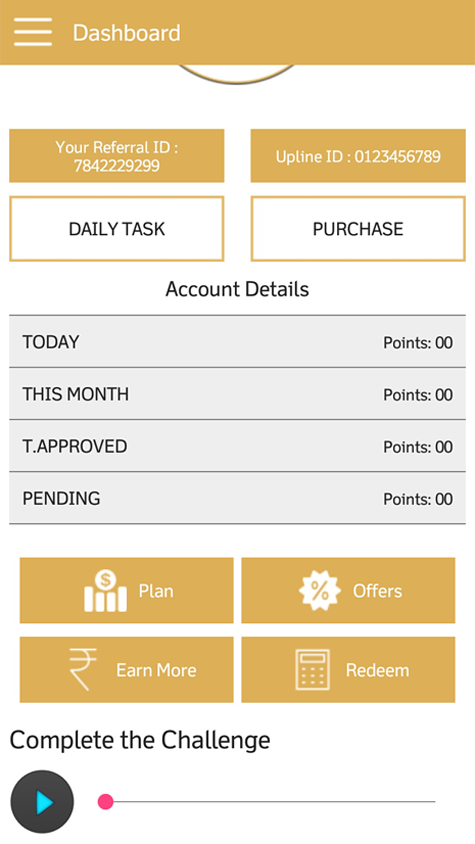 Dashboard
Your Referral ID :
7842229299
Upline ID : 0123456789
DAILY TASK
PURCHASE
Account Details
TODAY Points: 00
THIS MONTH Points: 00
T.APPROVED Points: 00
PENDING Points: 00
$ Plan
% Offers
₹ Earn More
Redeem
Complete the Challenge